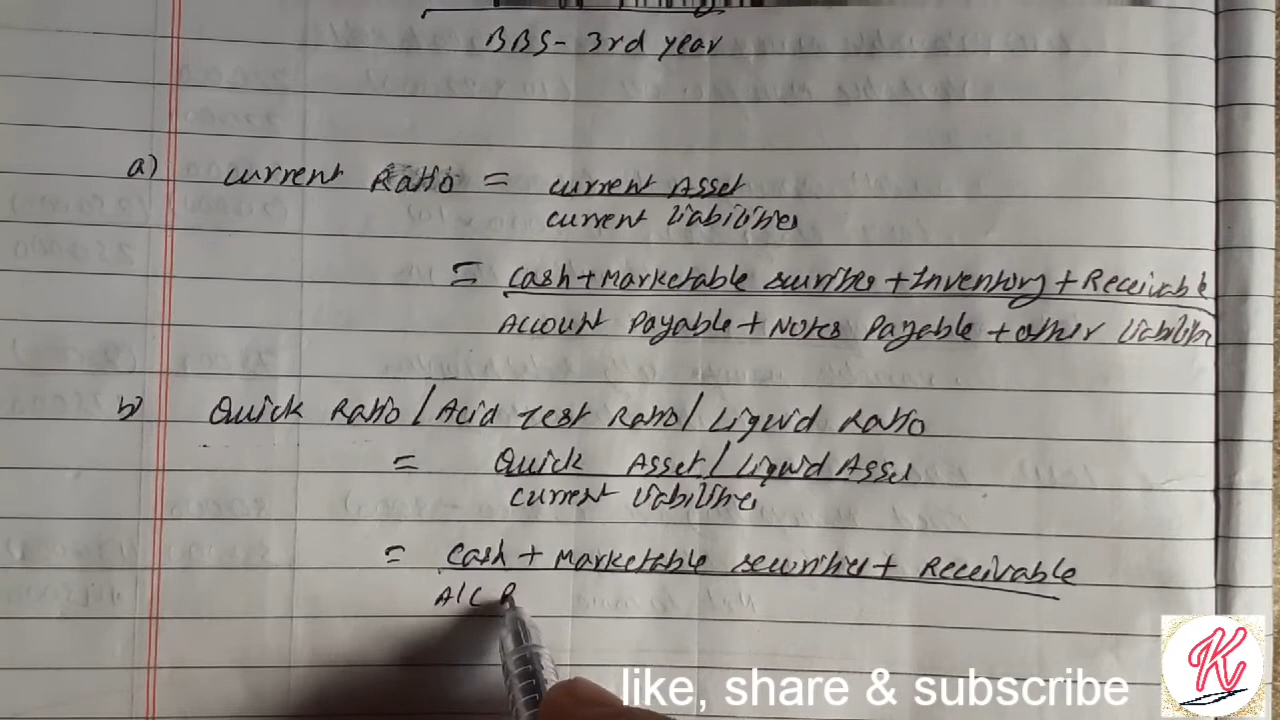 BBS- 3rd year
a) Current Ratio = Current Asset
Current Liabilities
= Cash + Marketable Securities + Inventory + Receivable
Account Payable + Notes Payable + Other Liabilities
b) Quick Ratio / Acid Test Ratio / Liquid Ratio
= Quick Asset / Liquid Asset
Current Liabilities
= Cash + Marketable Securities + Receivable
A/C P
like, share & subscribe
K